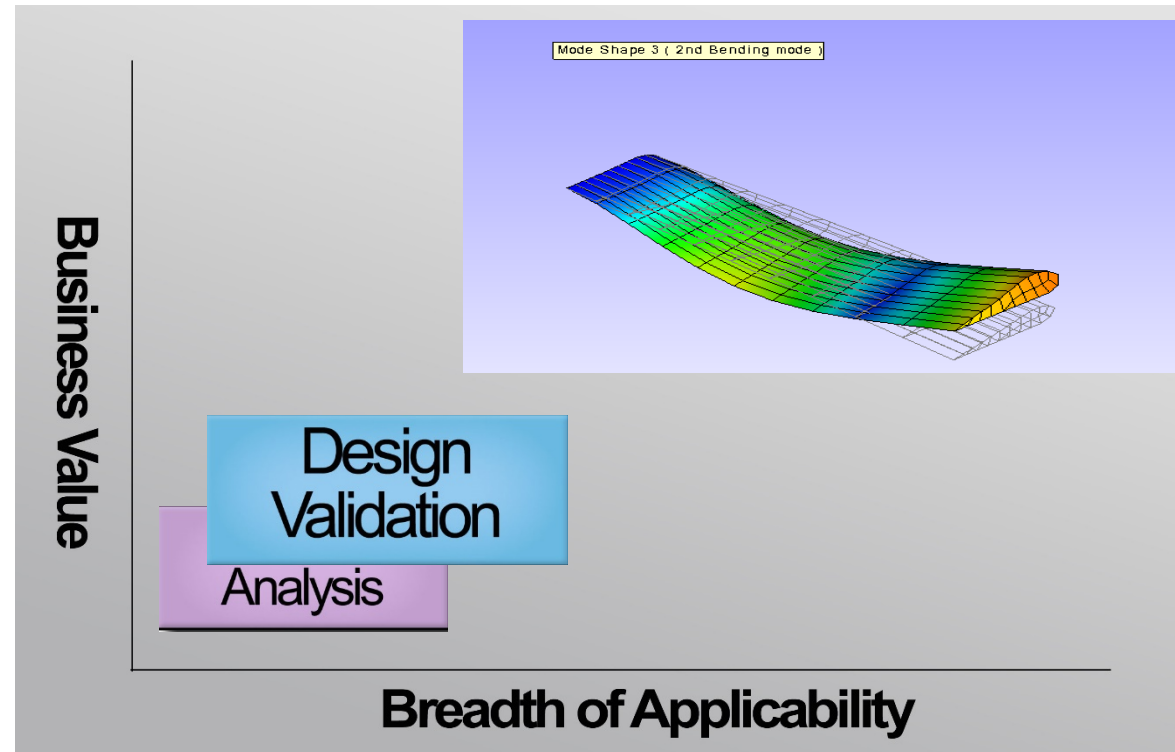 Mode Shape 3 ( 2nd Bending mode )
Business Value
Design
Validation
Analysis
Breadth of Applicability